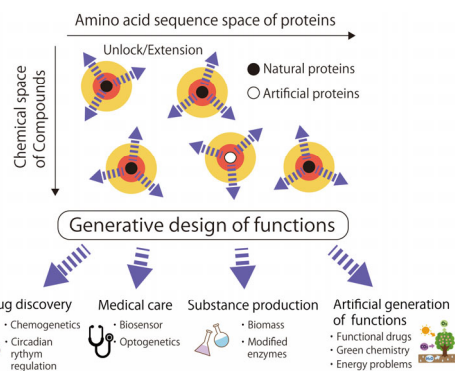 Amino acid sequence space of proteins
Unlock/Extension
Natural proteins
Artificial proteins
Chemical space
of Compounds
Generative design of functions
discovery
・Chemogenetics
・Circadian
rythym
regulation
Medical care
・Biosensor
・Optogenetics
Substance production
・Biomass
・Modified
enzymes
Artificial generation
of functions
・Functional drugs
・Green chemistry
・Energy problems